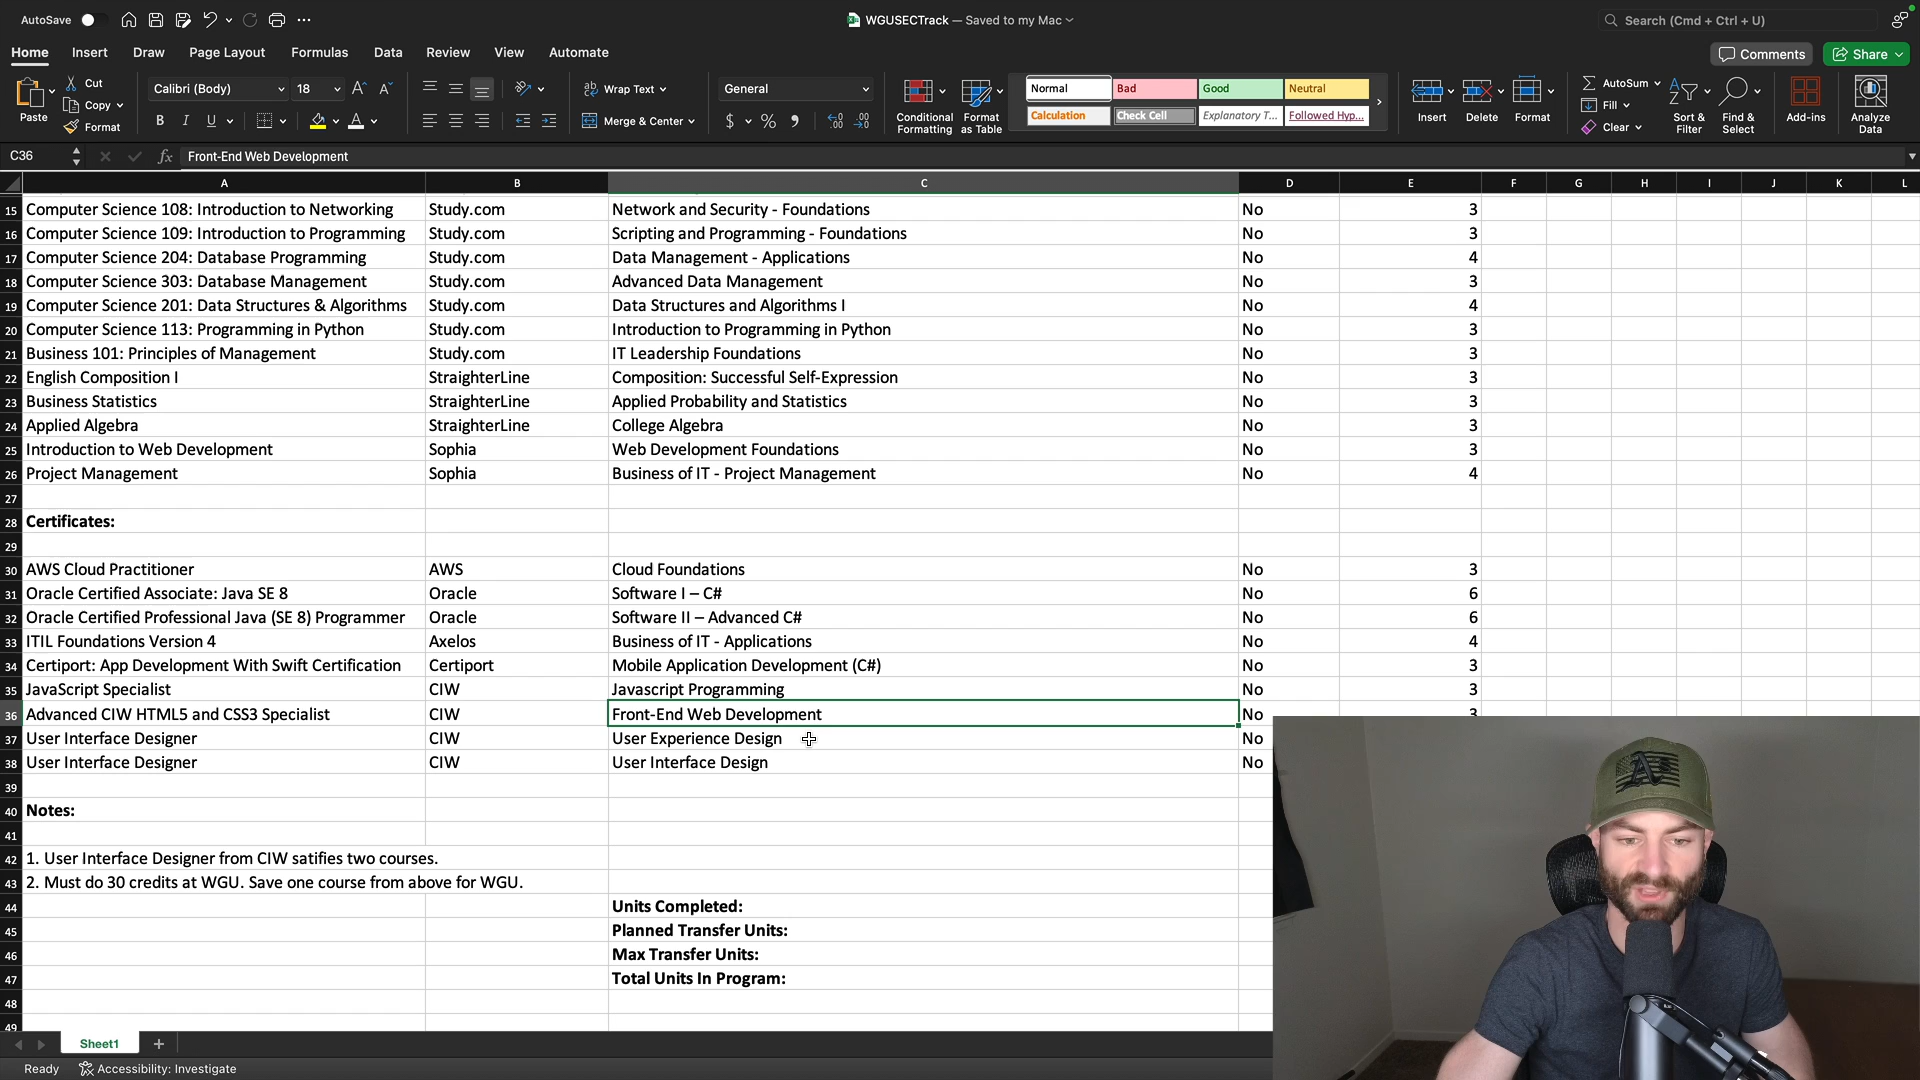 AutoSave
WGUSECTrack — Saved to my Mac
Search (Cmd + Ctrl + U)
Home Insert Draw Page Layout Formulas Data Review View Automate
Comments Share
Paste
Cut
Copy
Format
Calibri (Body) 18
B I U A
Wrap Text
Merge & Center
General
$ % 9
Conditional Formatting
Format as Table
Normal Bad Good Neutral
Calculation Check Cell Explanatory T... Followed Hyp...
Insert Delete Format
AutoSum
Fill
Clear
Sort & Filter
Find & Select
Add-ins
Analyze Data
C36 fx Front-End Web Development
A B C D E F G H I J K L
15 Computer Science 108: Introduction to Networking Study.com Network and Security - Foundations No 3
16 Computer Science 109: Introduction to Programming Study.com Scripting and Programming - Foundations No 3
17 Computer Science 204: Database Programming Study.com Data Management - Applications No 4
18 Computer Science 303: Database Management Study.com Advanced Data Management No 3
19 Computer Science 201: Data Structures & Algorithms Study.com Data Structures and Algorithms I No 4
20 Computer Science 113: Programming in Python Study.com Introduction to Programming in Python No 3
21 Business 101: Principles of Management Study.com IT Leadership Foundations No 3
22 English Composition I StraighterLine Composition: Successful Self-Expression No 3
23 Business Statistics StraighterLine Applied Probability and Statistics No 3
24 Applied Algebra StraighterLine College Algebra No 3
25 Introduction to Web Development Sophia Web Development Foundations No 3
26 Project Management Sophia Business of IT - Project Management No 4
27
28 Certificates:
29
30 AWS Cloud Practitioner AWS Cloud Foundations No 3
31 Oracle Certified Associate: Java SE 8 Oracle Software I – C# No 6
32 Oracle Certified Professional Java (SE 8) Programmer Oracle Software II – Advanced C# No 6
33 ITIL Foundations Version 4 Axelos Business of IT - Applications No 4
34 Certiport: App Development With Swift Certification Certiport Mobile Application Development (C#) No 3
35 JavaScript Specialist CIW Javascript Programming No 3
36 Advanced CIW HTML5 and CSS3 Specialist CIW Front-End Web Development No 3
37 User Interface Designer CIW User Experience Design No
38 User Interface Designer CIW User Interface Design No
39
40 Notes:
41
42 1. User Interface Designer from CIW satifies two courses.
43 2. Must do 30 credits at WGU. Save one course from above for WGU.
44 Units Completed:
45 Planned Transfer Units:
46 Max Transfer Units:
47 Total Units In Program:
48
49
Sheet1
Ready Accessibility: Investigate